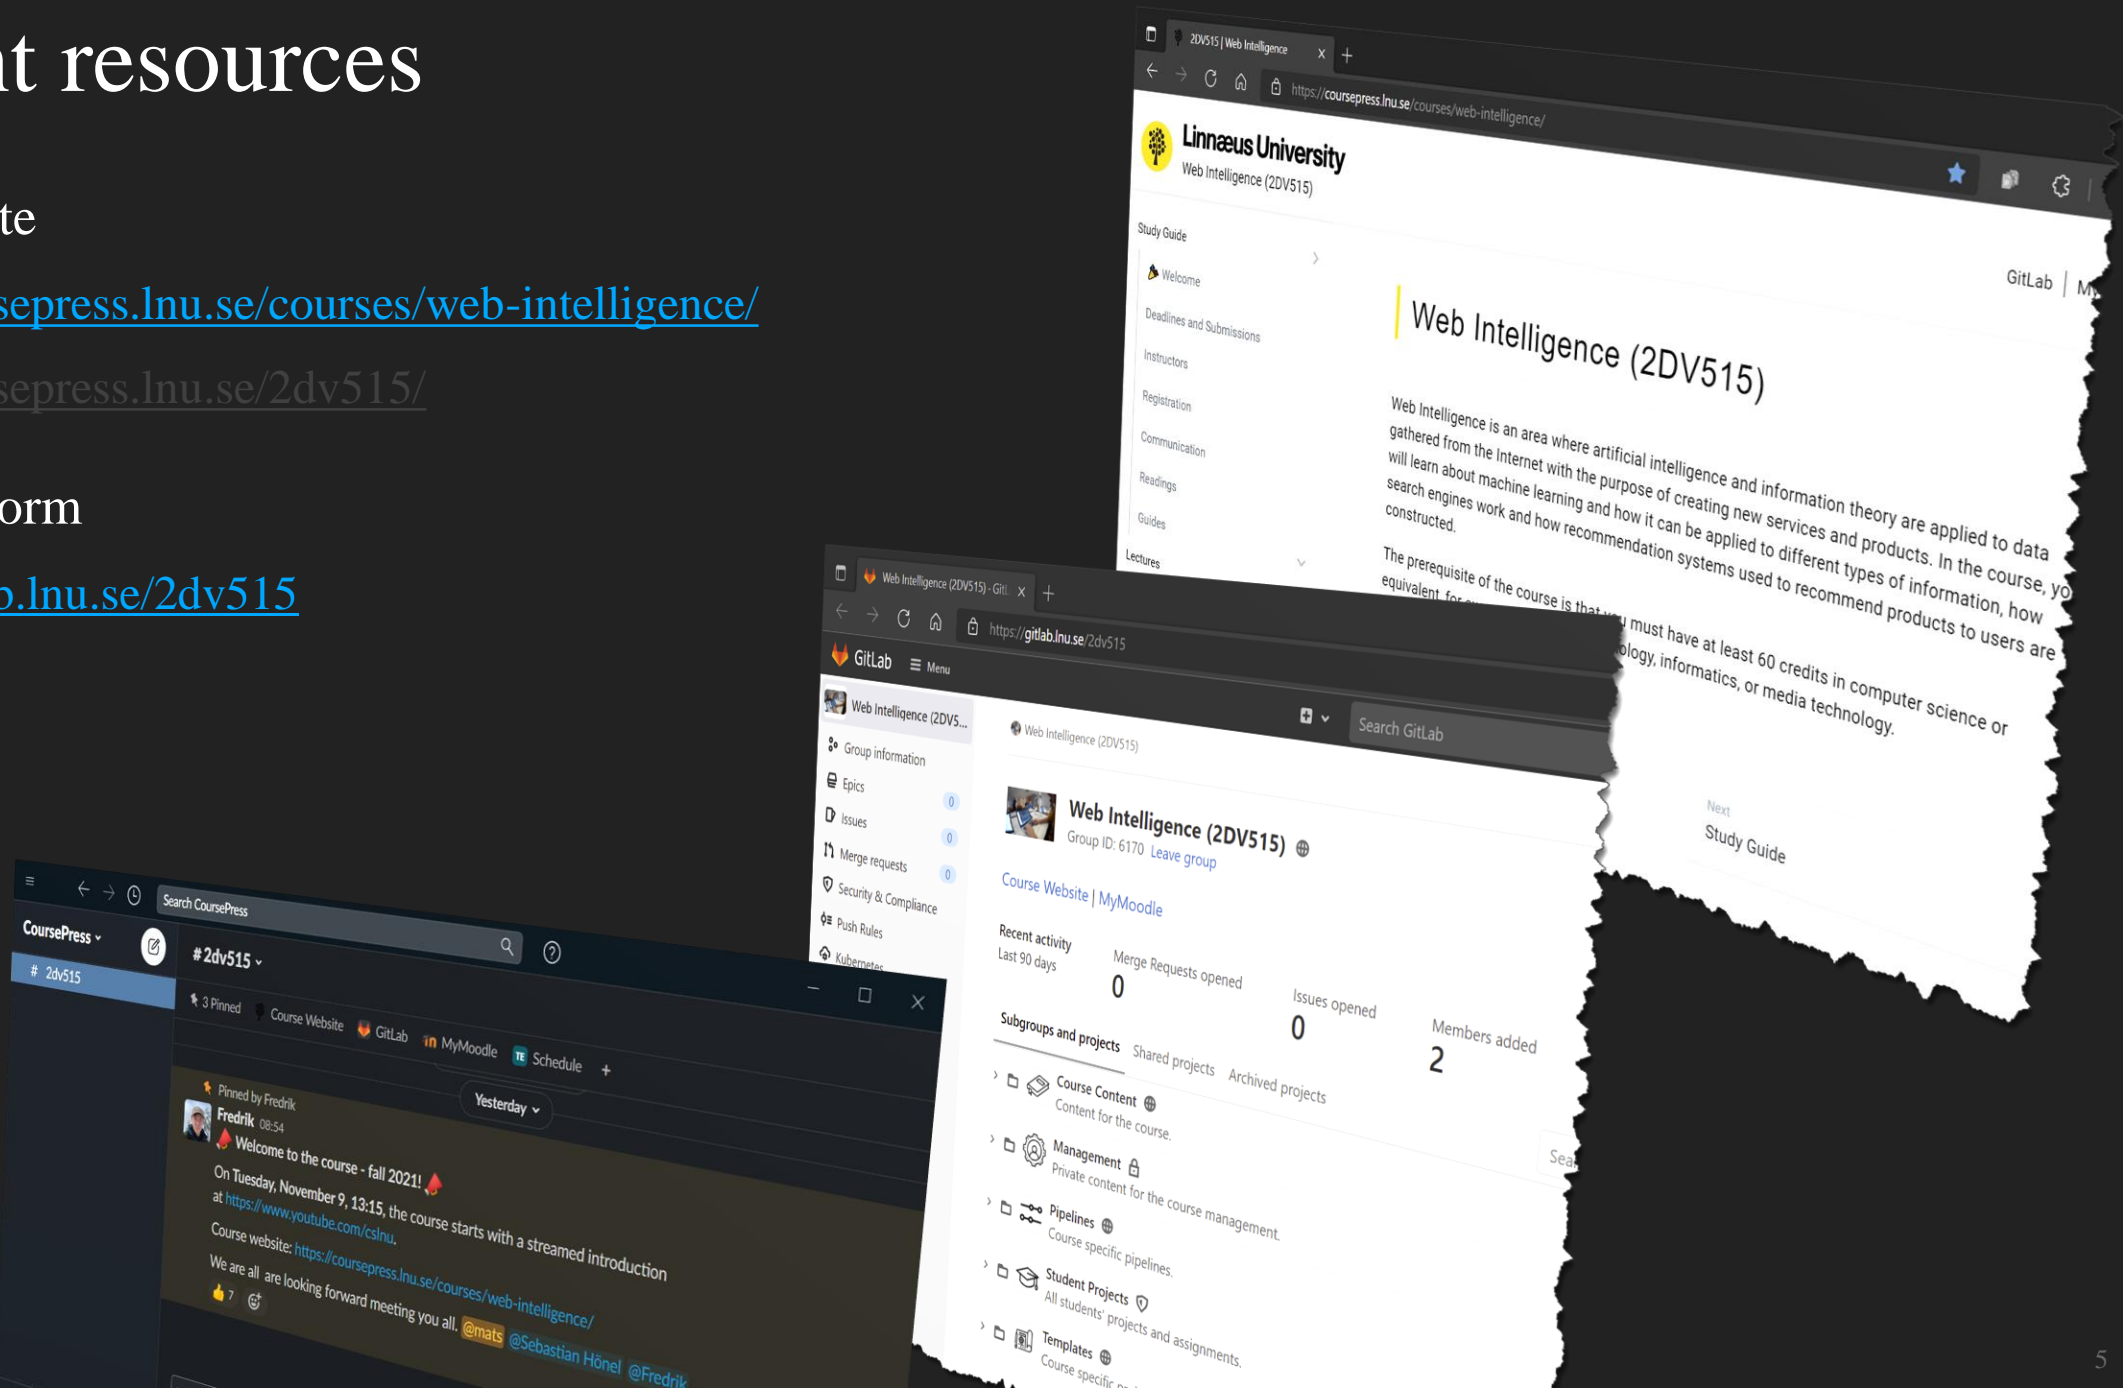 nt resources
te
sepress.lnu.se/courses/web-intelligence/
sepress.lnu.se/2dv515/
orm
b.lnu.se/2dv515
2DV515 | Web Intelligence
https://coursepress.lnu.se/courses/web-intelligence/
Linnæus University
Web Intelligence (2DV515)
GitLab | My
Study Guide
Welcome
Deadlines and Submissions
Instructors
Registration
Communication
Readings
Guides
Lectures
Web Intelligence (2DV515)
Web Intelligence is an area where artificial intelligence and information theory are applied to data
gathered from the Internet with the purpose of creating new services and products. In the course, yo
will learn about machine learning and how it can be applied to different types of information, how
search engines work and how recommendation systems used to recommend products to users are
constructed.
The prerequisite of the course is that you must have at least 60 credits in computer science or
equivalent for
ology, informatics, or media technology.
Next
Study Guide
Web Intelligence (2DV515) - Gitl
https://gitlab.lnu.se/2dv515
GitLab Menu
Search GitLab
Web Intelligence (2DV5...
Group information
Epics 0
Issues 0
Merge requests 0
Security & Compliance
Push Rules
Kubernetes
Web Intelligence (2DV515)
Web Intelligence (2DV515)
Group ID: 6170 Leave group
Course Website | MyMoodle
Recent activity
Last 90 days
Merge Requests opened
0
Issues opened
0
Members added
2
Subgroups and projects Shared projects Archived projects
Sea
Course Content
Content for the course.
Management
Private content for the course management.
Pipelines
Course specific pipelines.
Student Projects
All students' projects and assignments.
Templates
Course specific
Search CoursePress
CoursePress
# 2dv515
#2dv515
3 Pinned Course Website GitLab MyMoodle TE Schedule +
Yesterday
Pinned by Fredrik
Fredrik 08:54
Welcome to the course - fall 2021!
On Tuesday, November 9, 13:15, the course starts with a streamed introduction
at https://www.youtube.com/cslnu.
Course website: https://coursepress.lnu.se/courses/web-intelligence/
We are all are looking forward meeting you all. @mats @Sebastian Hönel @Fredrik
7
5